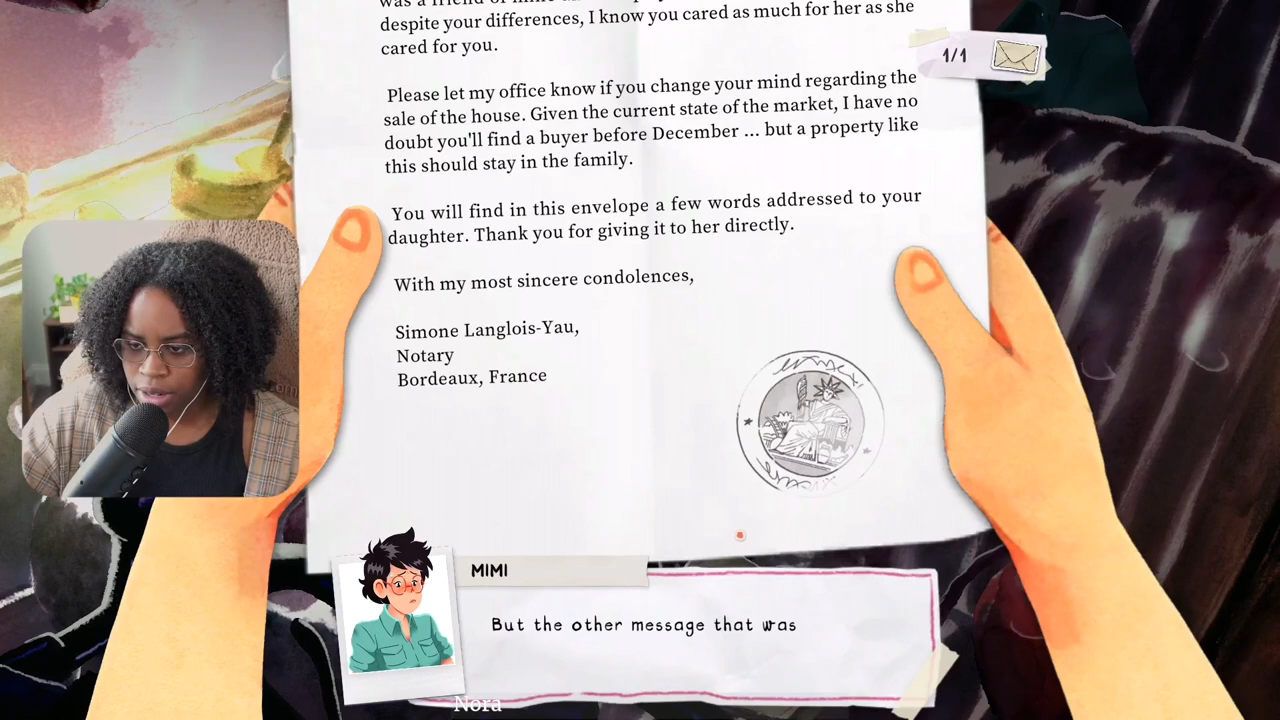 despite your differences, I know you cared as much for her as she
cared for you.
Please let my office know if you change your mind regarding the
sale of the house. Given the current state of the market, I have no
doubt you'll find a buyer before December ... but a property like
this should stay in the family.
You will find in this envelope a few words addressed to your
daughter. Thank you for giving it to her directly.
With my most sincere condolences,
Simone Langlois-Yau,
Notary
Bordeaux, France
1/1
MIMI
But the other message that was
Nora